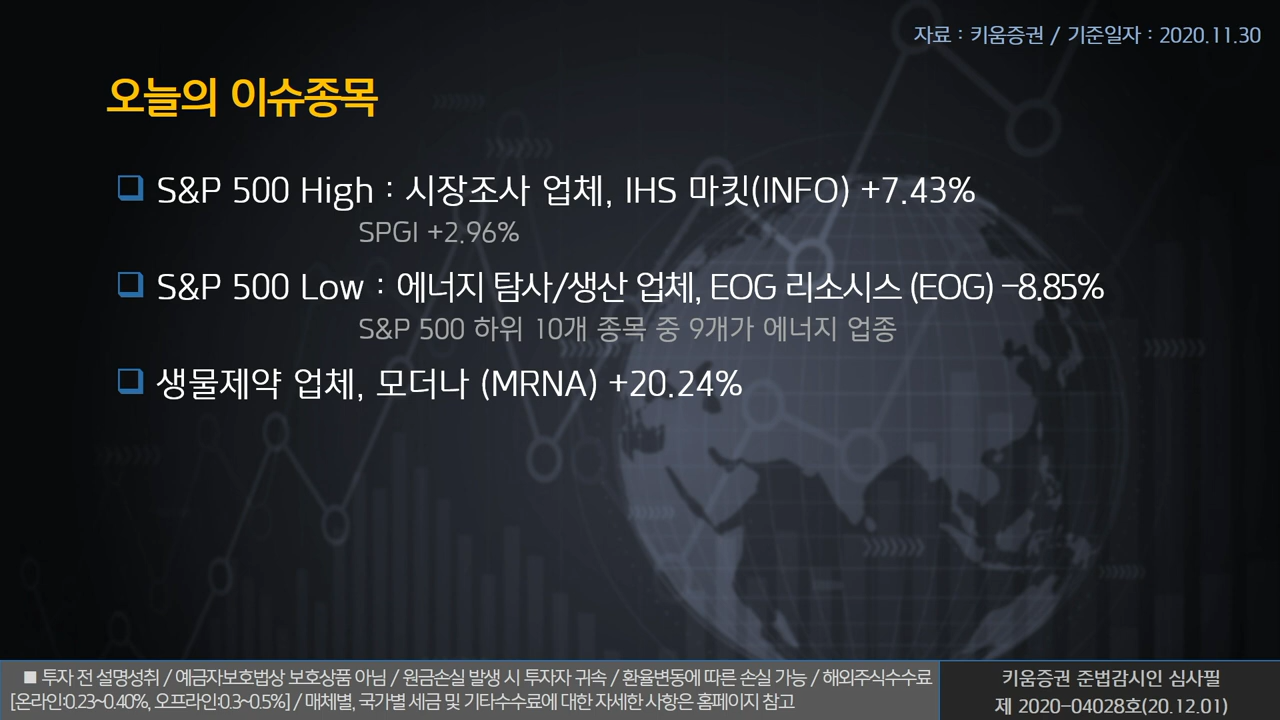 자료 : 키움증권 / 기준일자 : 2020.11.30
오늘의 이슈종목
❑ S&P 500 High : 시장조사 업체, IHS 마킷(INFO) +7.43%
SPGI +2.96%
❑ S&P 500 Low : 에너지 탐사/생산 업체, EOG 리소시스 (EOG) -8.85%
S&P 500 하위 10개 종목 중 9개가 에너지 업종
❑ 생물제약 업체, 모더나 (MRNA) +20.24%
■ 투자 전 설명성취 / 예금자보호법상 보호상품 아님 / 원금손실 발생 시 투자자 귀속 / 환율변동에 따른 손실 가능 / 해외주식수수료
[온라인:0.23~0.40%, 오프라인:0.3~0.5%] / 매체별, 국가별 세금 및 기타수수료에 대한 자세한 사항은 홈페이지 참고
키움증권 준법감시인 심사필
제 2020-04028호(20.12.01)